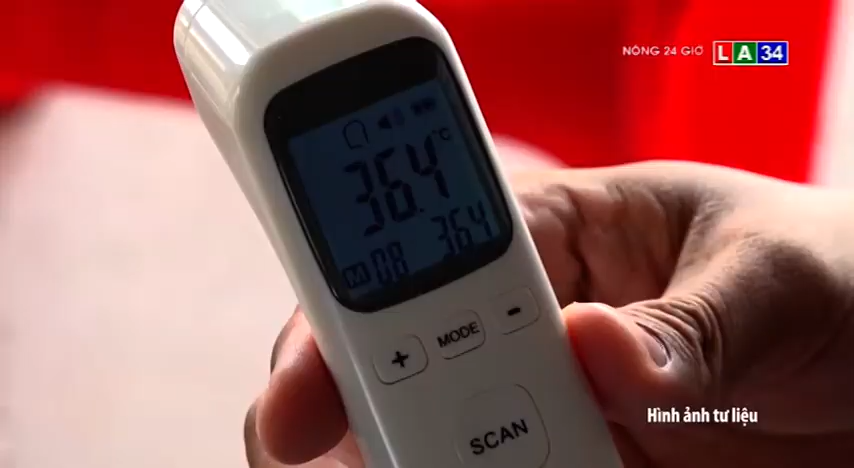 NÓNG 24 GIỜ LA34
°C
36.4
M 08 36.4
+ MODE -
SCAN
Hình ảnh tư liệu